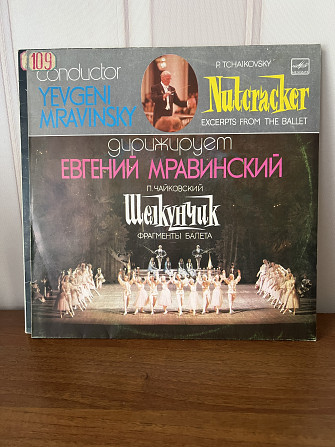 109
conductor
YEVGENI
MRAVINSKY
P. TCHAIKOVSKY
Nutcracker
EXCERPTS FROM THE BALLET
дирижирует
ЕВГЕНИЙ МРАВИНСКИЙ
П. ЧАЙКОВСКИЙ
Щелкунчик
ФРАГМЕНТЫ БАЛЕТА